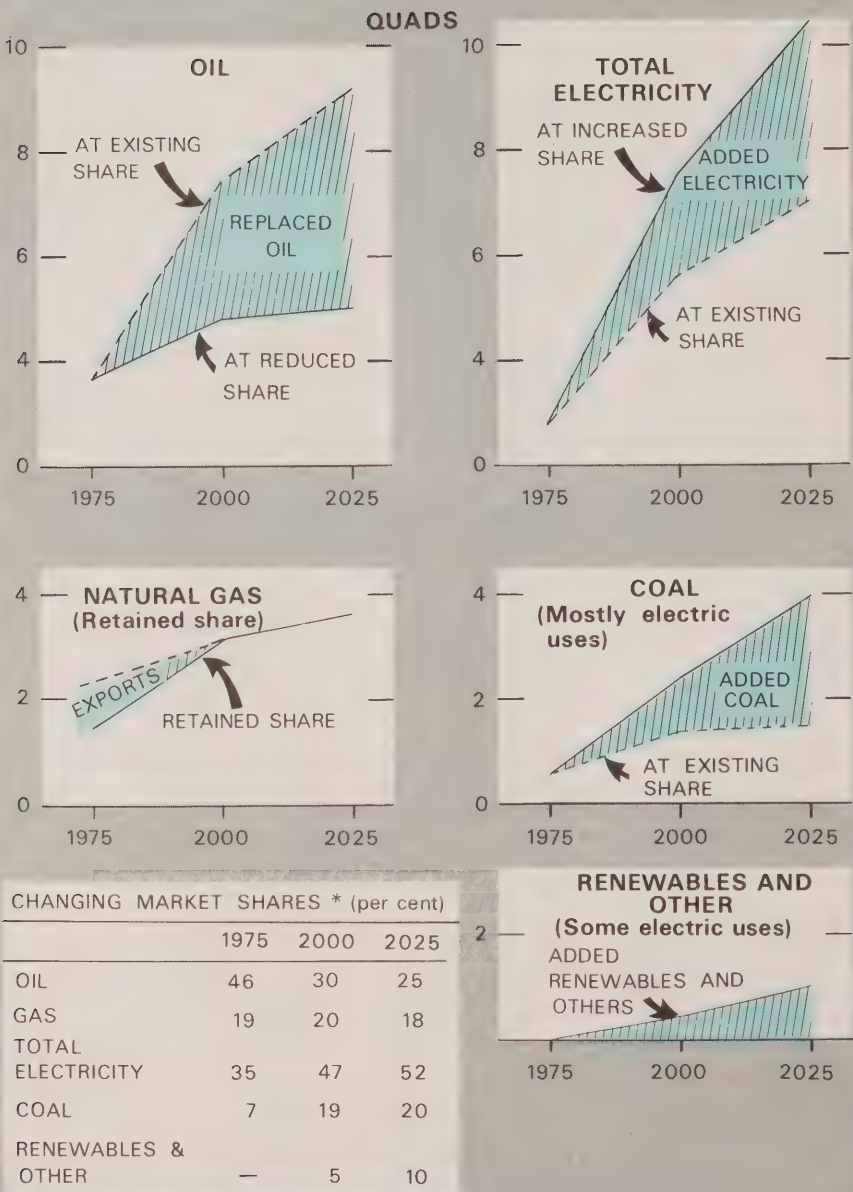 QUADS
OIL
10
8
6
4
0
AT EXISTING
SHARE
REPLACED
OIL
AT REDUCED
SHARE
1975 2000 2025
TOTAL
ELECTRICITY
10
8
6
4
0
AT INCREASED
SHARE
ADDED
ELECTRICITY
AT EXISTING
SHARE
1975 2000 2025
NATURAL GAS
(Retained share)
4
2
0
EXPORTS
RETAINED SHARE
1975 2000 2025
COAL
(Mostly electric
uses)
4
2
0
ADDED
COAL
AT EXISTING
SHARE
1975 2000 2025
CHANGING MARKET SHARES * (per cent)
1975 2000 2025
OIL 46 30 25
GAS 19 20 18
TOTAL
ELECTRICITY 35 47 52
COAL 7 19 20
RENEWABLES &
OTHER — 5 10
RENEWABLES AND
OTHER
(Some electric uses)
2
ADDED
RENEWABLES AND
OTHERS
1975 2000 2025